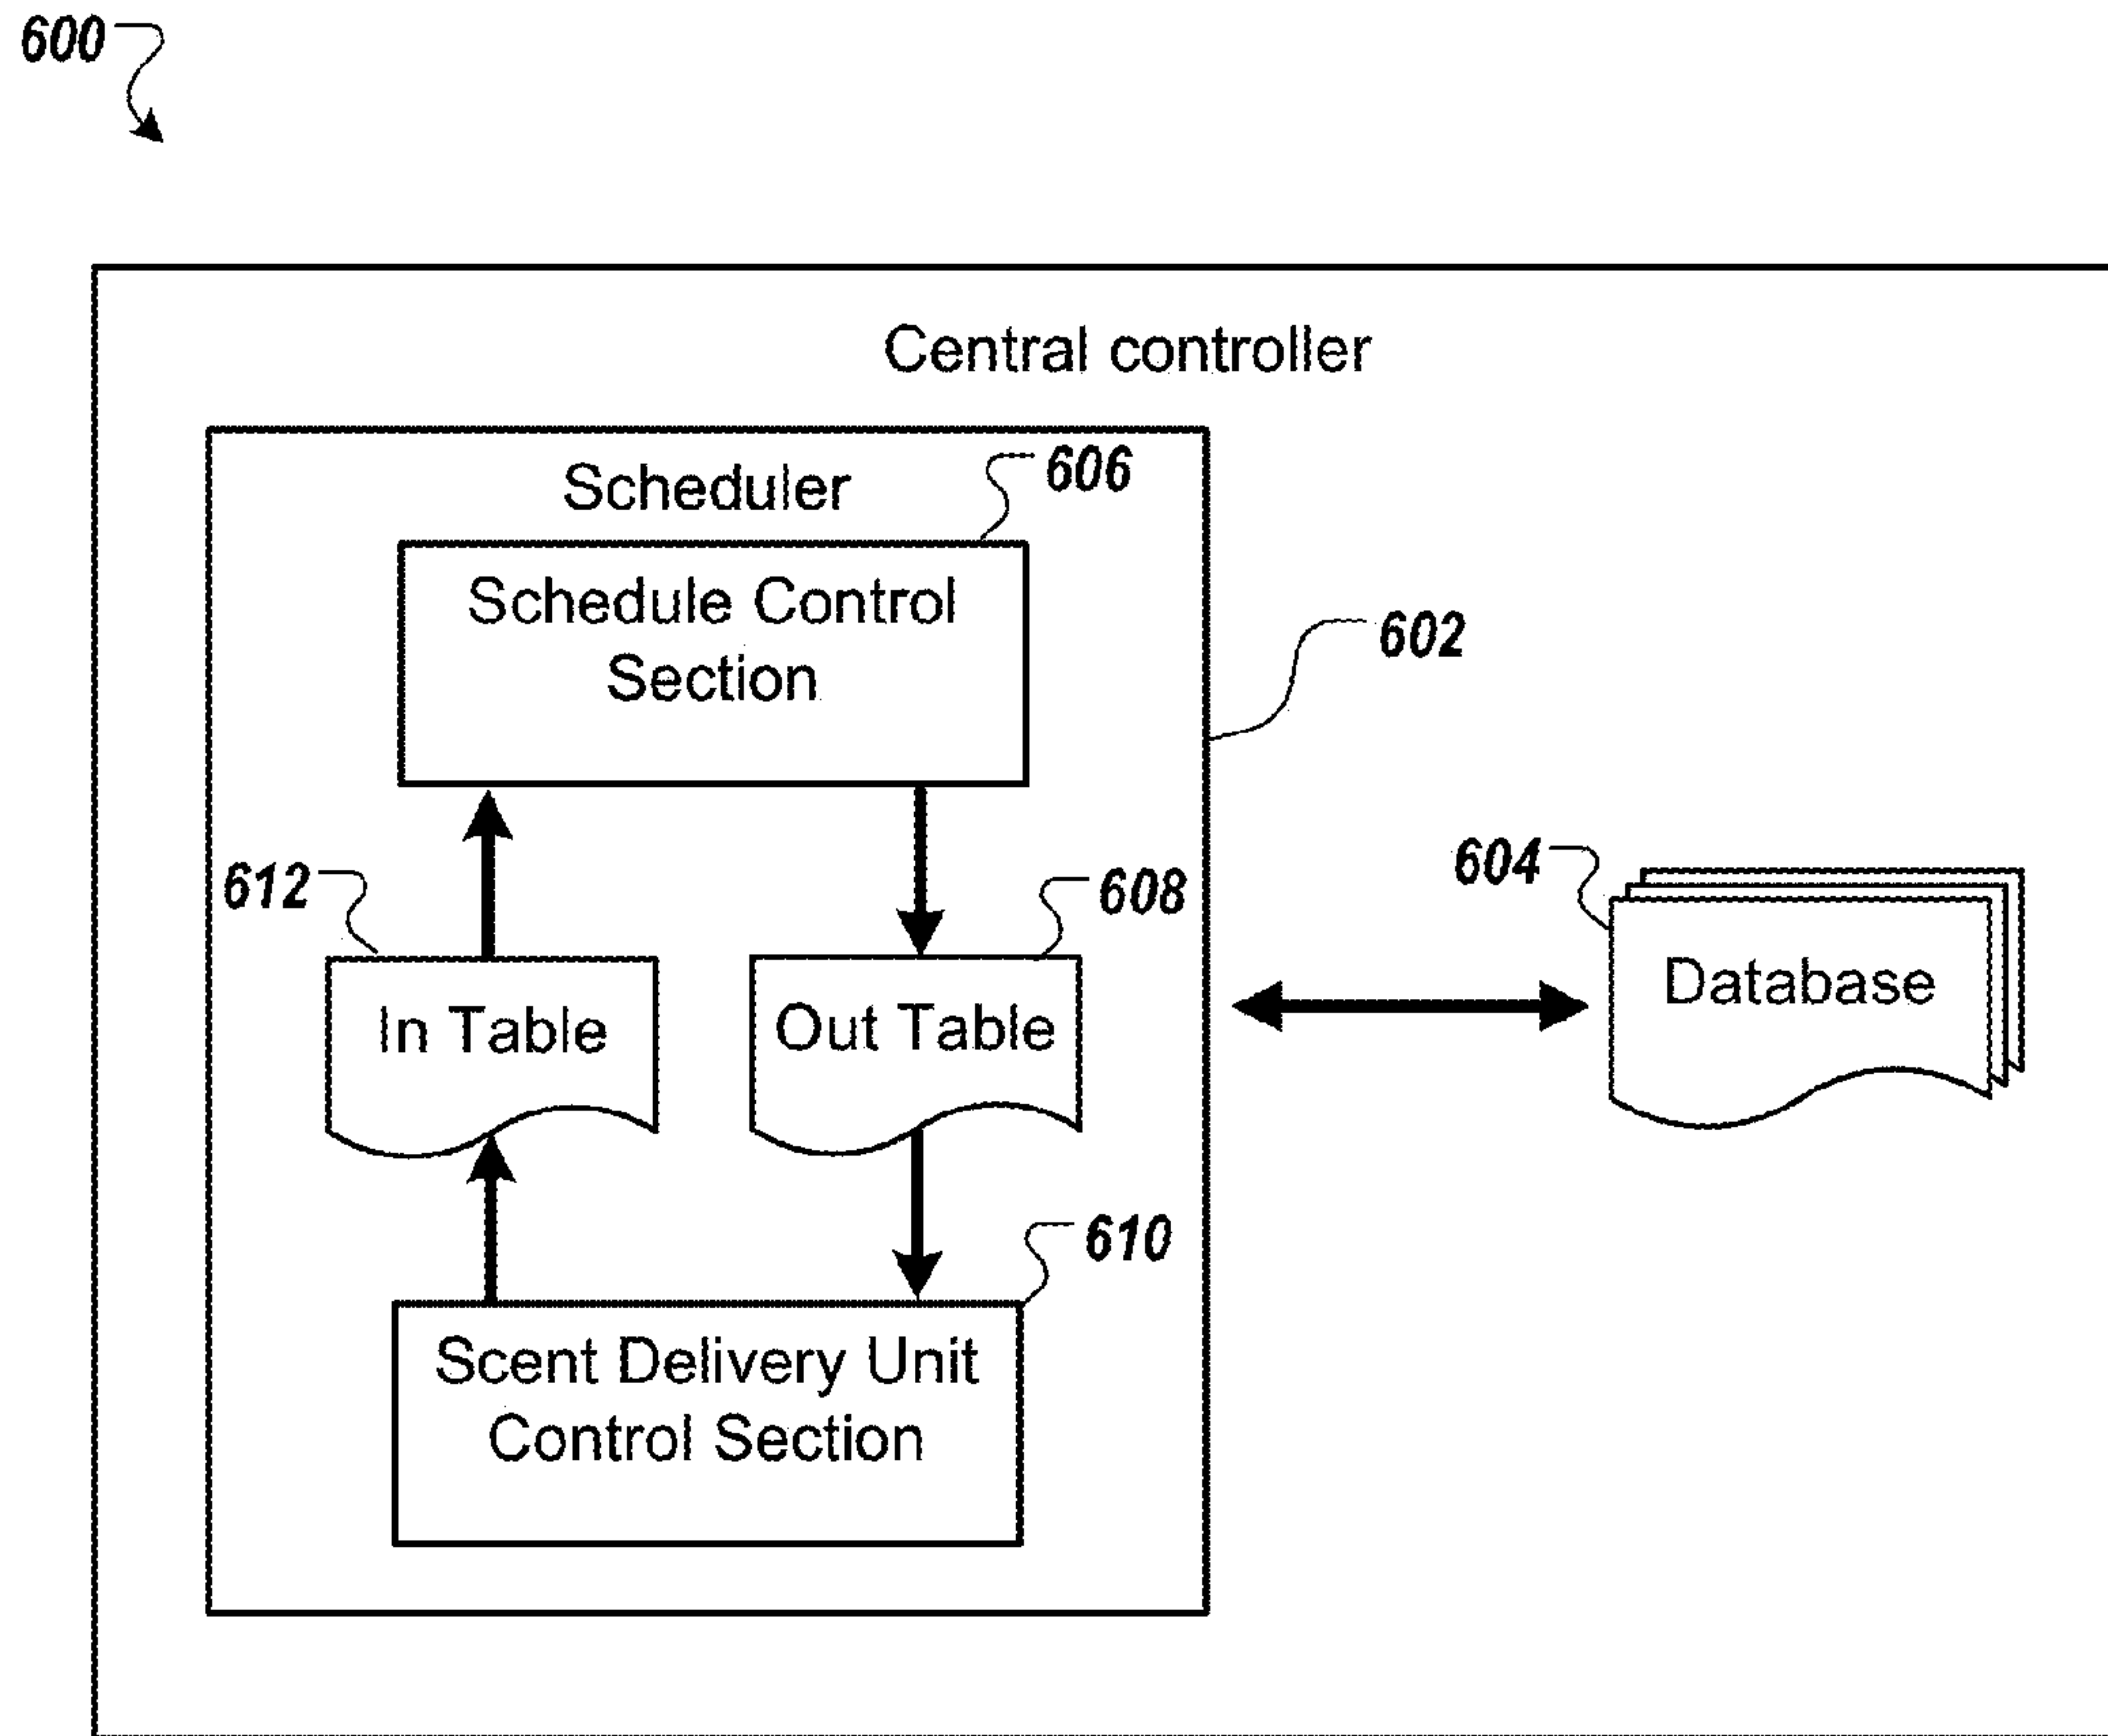 600
Central controller
Scheduler
606
Schedule Control
Section
602
612
608
604
In Table
Out Table
Database
610
Scent Delivery Unit
Control Section